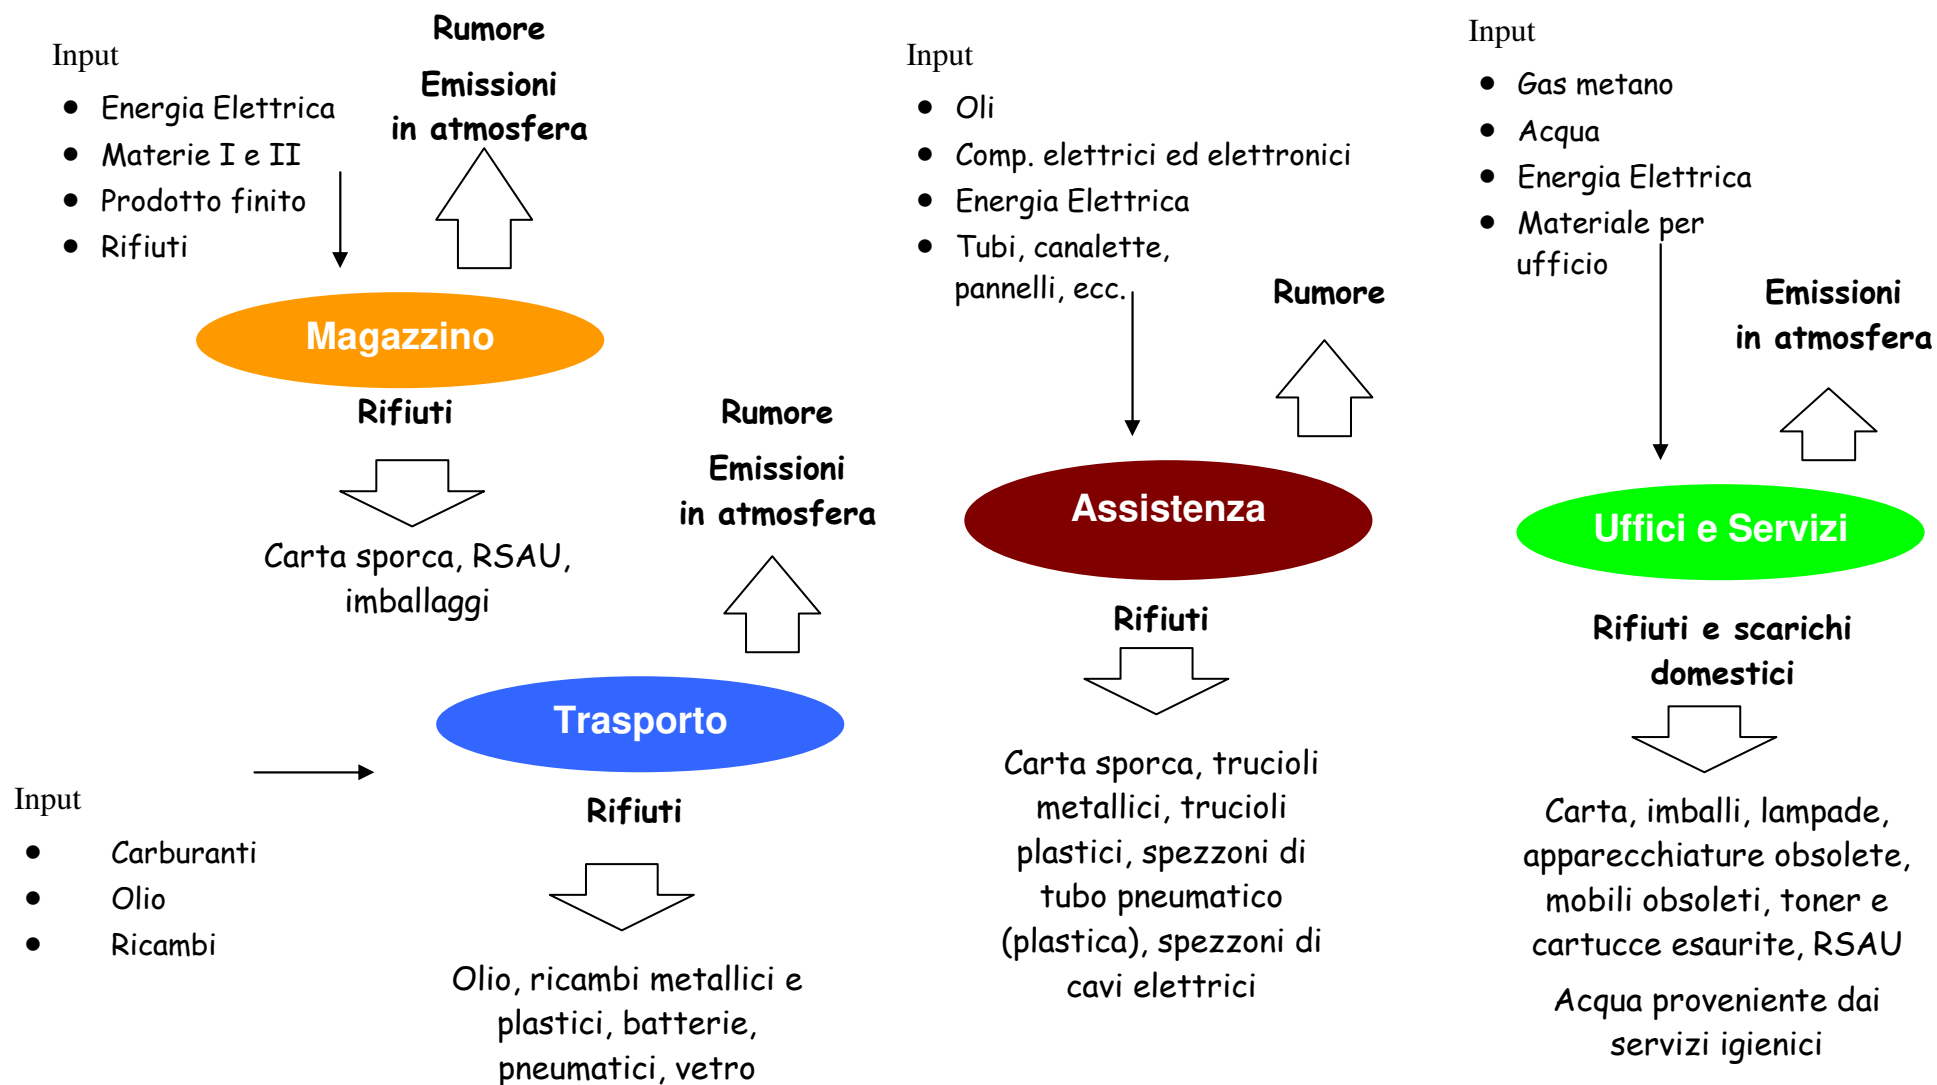 Input
• Energia Elettrica
• Materie I e II
• Prodotto finito
• Rifiuti
Rumore
Emissioni
in atmosfera
Magazzino
Rifiuti
Carta sporca, RSAU,
imballaggi
Rumore
Emissioni
in atmosfera
Trasporto
Input
• Carburanti
• Olio
• Ricambi
Rifiuti
Olio, ricambi metallici e
plastici, batterie,
pneumatici, vetro
Input
• Oli
• Comp. elettrici ed elettronici
• Energia Elettrica
• Tubi, canalette,
pannelli, ecc.
Rumore
Assistenza
Rifiuti
Carta sporca, trucioli
metallici, trucioli
plastici, spezzoni di
tubo pneumatico
(plastica), spezzoni di
cavi elettrici
Input
• Gas metano
• Acqua
• Energia Elettrica
• Materiale per
ufficio
Emissioni
in atmosfera
Uffici e Servizi
Rifiuti e scarichi
domestici
Carta, imballi, lampade,
apparecchiature obsolete,
mobili obsoleti, toner e
cartucce esaurite, RSAU
Acqua proveniente dai
servizi igienici